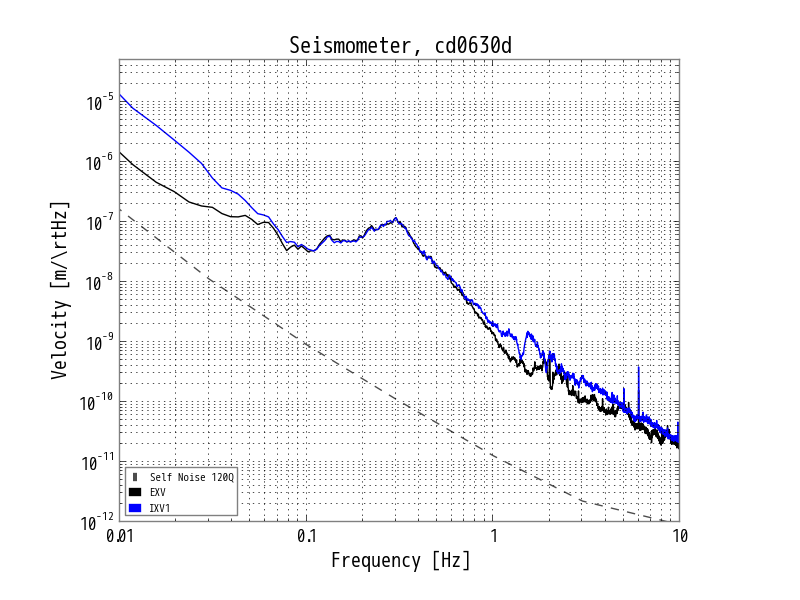 Seismometer, cd0630d
Velocity [m/\rtHz]
10^-5
10^-6
10^-7
10^-8
10^-9
10^-10
10^-11
10^-12
Self Noise 120Q
EXV
IXV1
0.01 0.1 1 10
Frequency [Hz]